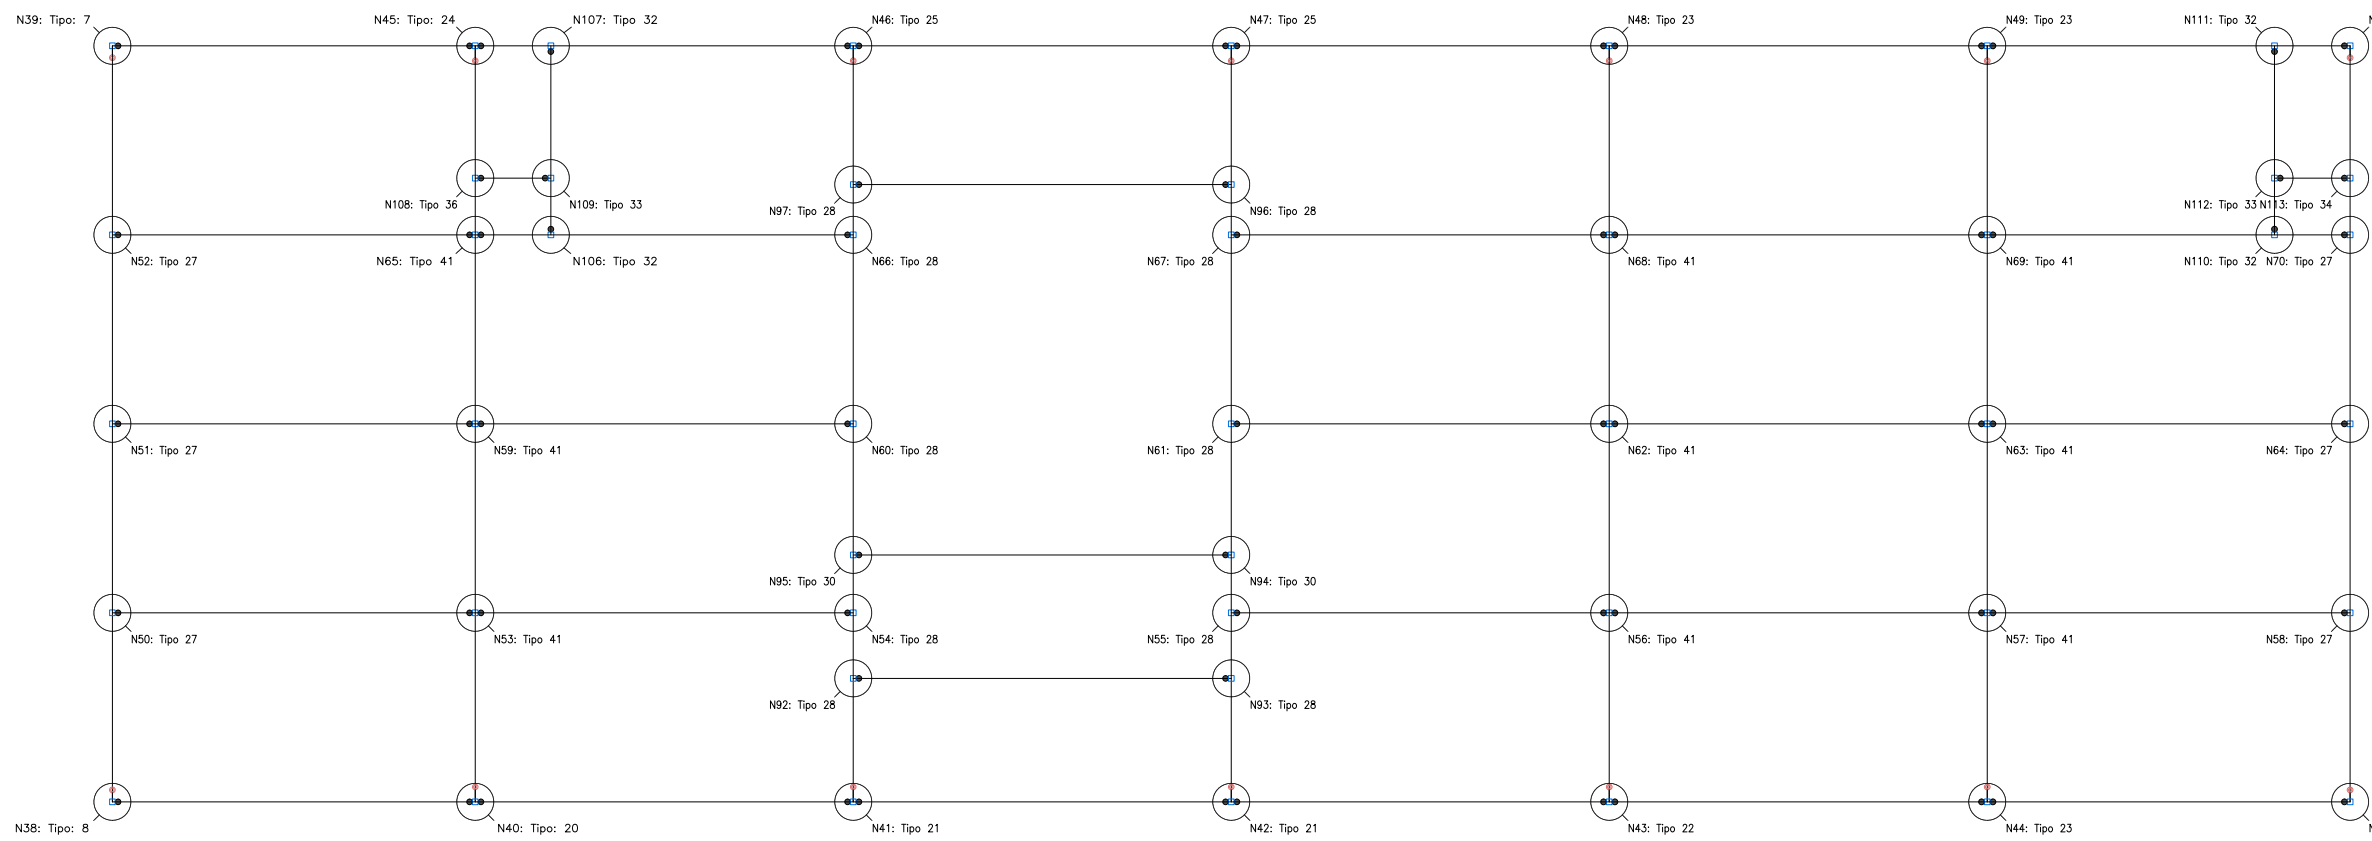 N39: Tipo: 7
N45: Tipo: 24
N107: Tipo: 32
N46: Tipo 25
N47: Tipo 25
N48: Tipo 23
N49: Tipo 23
N111: Tipo 32
N108: Tipo 36
N109: Tipo 33
N97: Tipo 28
N96: Tipo 28
N112: Tipo 33
N113: Tipo 34
N52: Tipo 27
N65: Tipo 41
N106: Tipo 32
N66: Tipo 28
N67: Tipo 28
N68: Tipo 41
N69: Tipo 41
N110: Tipo 32
N70: Tipo 27
N51: Tipo 27
N59: Tipo 41
N60: Tipo 28
N61: Tipo 28
N62: Tipo 41
N63: Tipo 41
N64: Tipo 27
N95: Tipo 30
N94: Tipo 30
N50: Tipo 27
N53: Tipo 41
N54: Tipo 28
N55: Tipo 28
N56: Tipo 41
N57: Tipo 41
N58: Tipo 27
N92: Tipo 28
N93: Tipo 28
N38: Tipo: 8
N40: Tipo: 20
N41: Tipo 21
N42: Tipo 21
N43: Tipo 22
N44: Tipo 23